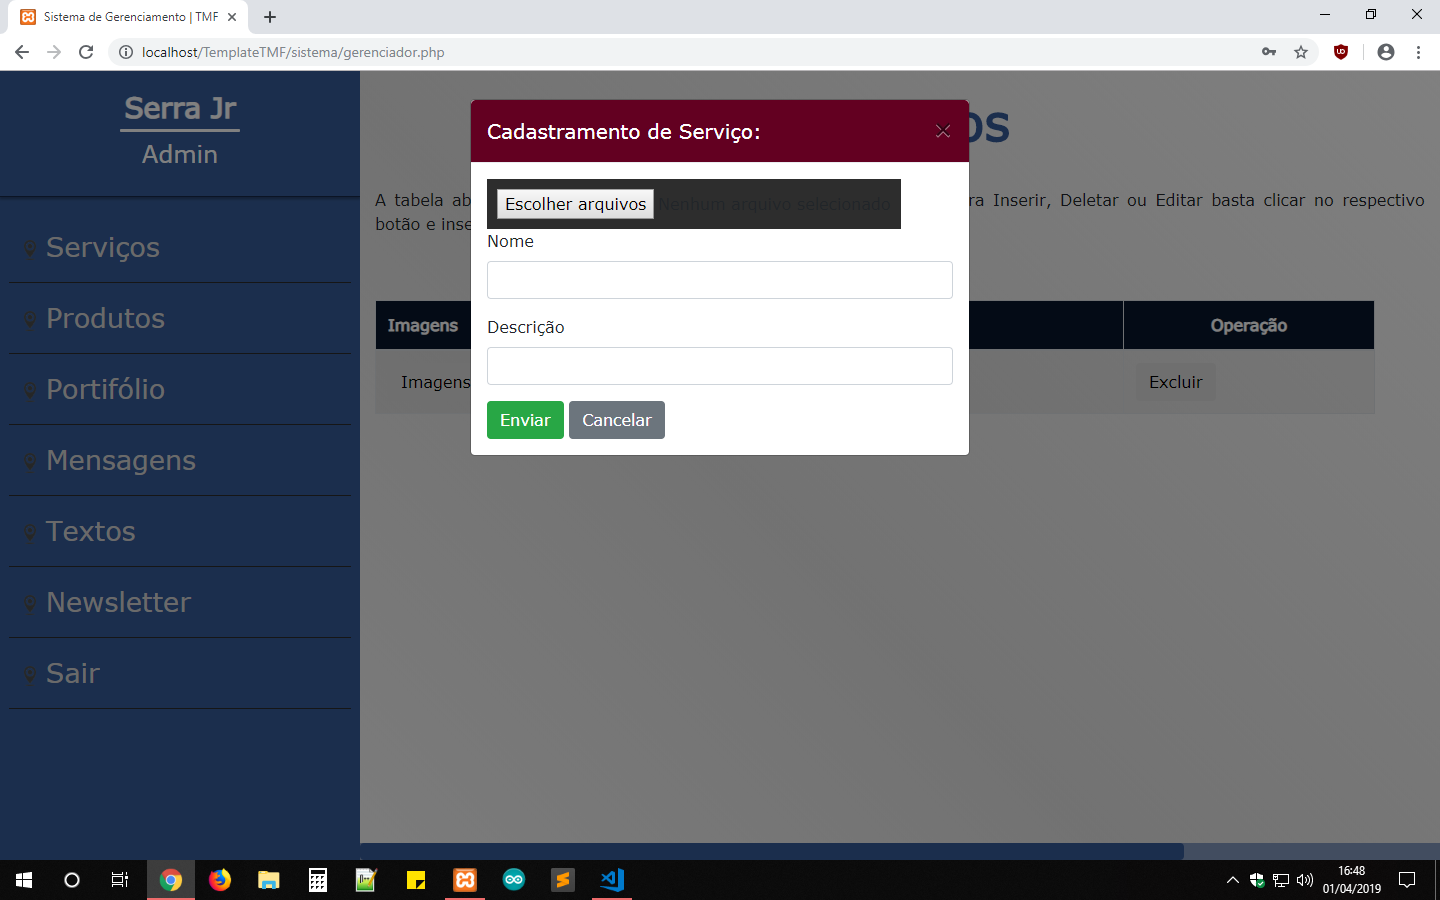 Sistema de Gerenciamento | TMF
localhost/TemplateTMF/sistema/gerenciador.php
Serra Jr
Admin
Serviços
Produtos
Portifólio
Mensagens
Textos
Newsletter
Sair
OS
A tabela ab
ra Inserir, Deletar ou Editar basta clicar no respectivo
botão e inse
Imagens
Operação
Imagens
Excluir
Cadastramento de Serviço:
Escolher arquivos Nenhum arquivo selecionado
Nome
Descrição
Enviar Cancelar
16:48
01/04/2019